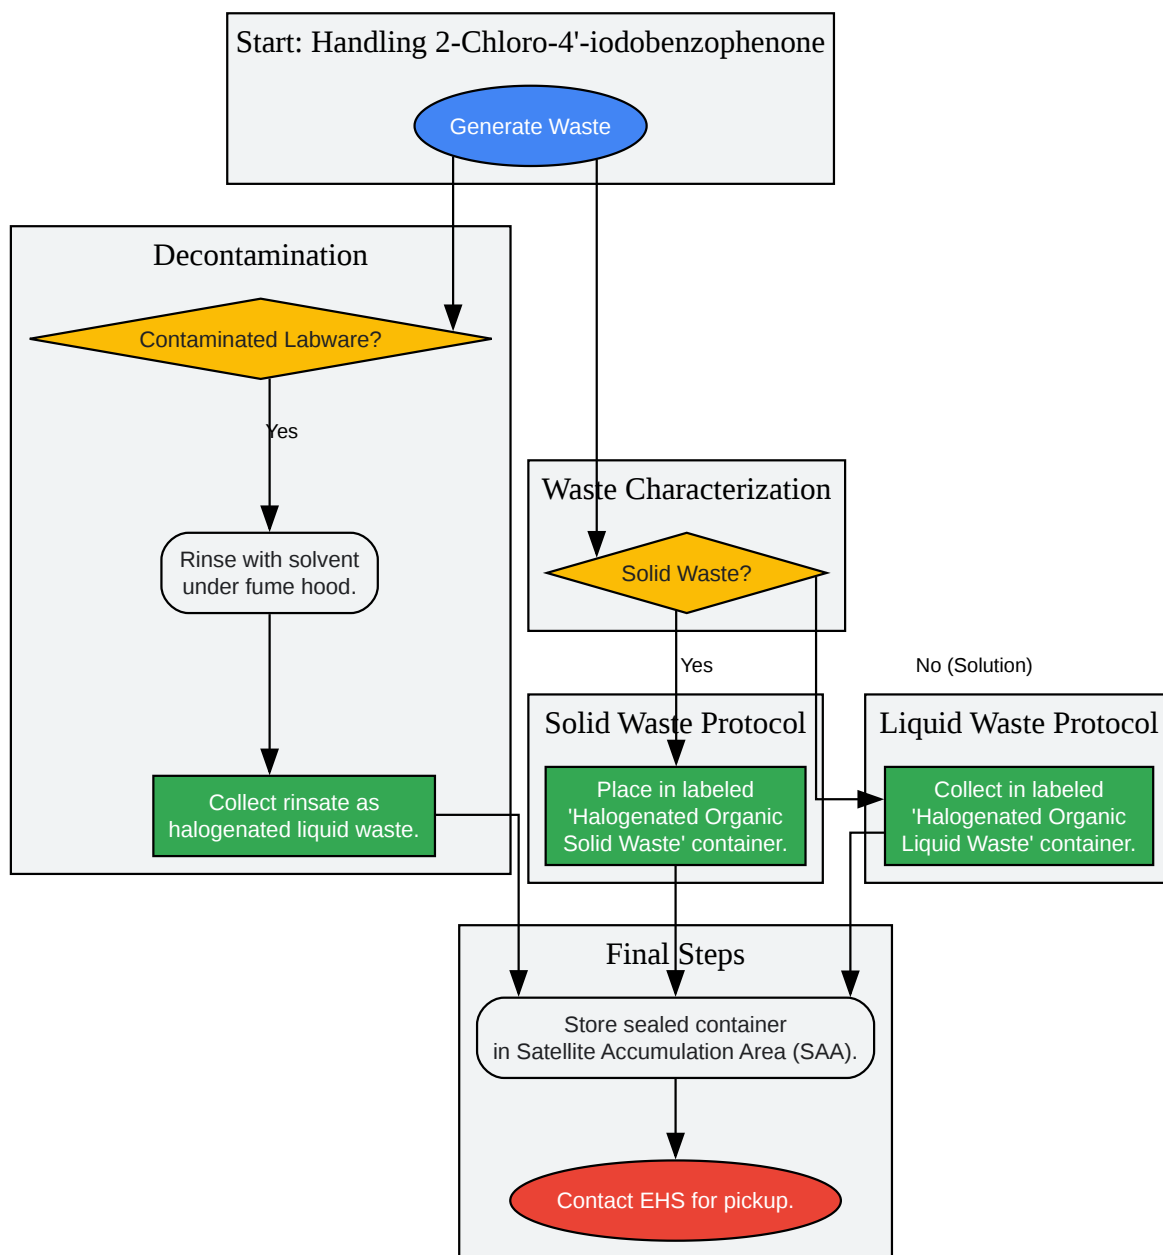 Start: Handling 2-Chloro-4'-iodobenzophenone
Generate Waste
Decontamination
Contaminated Labware?
Yes
Rinse with solvent
under fume hood.
Collect rinsate as
halogenated liquid waste.
Waste Characterization
Solid Waste?
Yes
No (Solution)
Solid Waste Protocol
Place in labeled
'Halogenated Organic
Solid Waste' container.
Liquid Waste Protocol
Collect in labeled
'Halogenated Organic
Liquid Waste' container.
Final Steps
Store sealed container
in Satellite Accumulation Area (SAA).
Contact EHS for pickup.